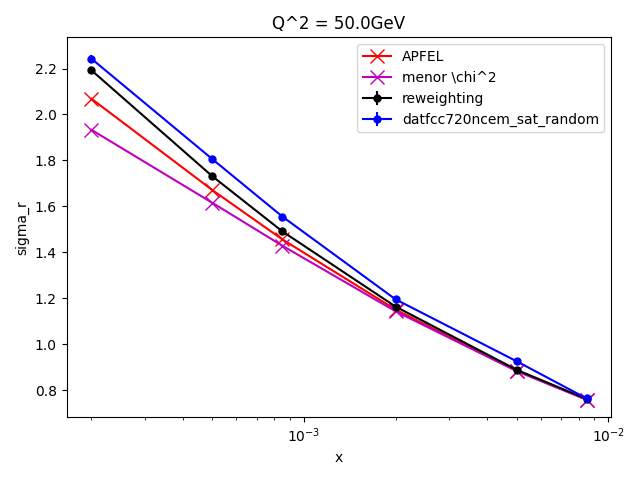 Q^2 = 50.0GeV
APFEL
menor \chi^2
reweighting
datfcc720ncem_sat_random
sigma_r
2.2
2.0
1.8
1.6
1.4
1.2
1.0
0.8
10⁻³
10⁻²
x